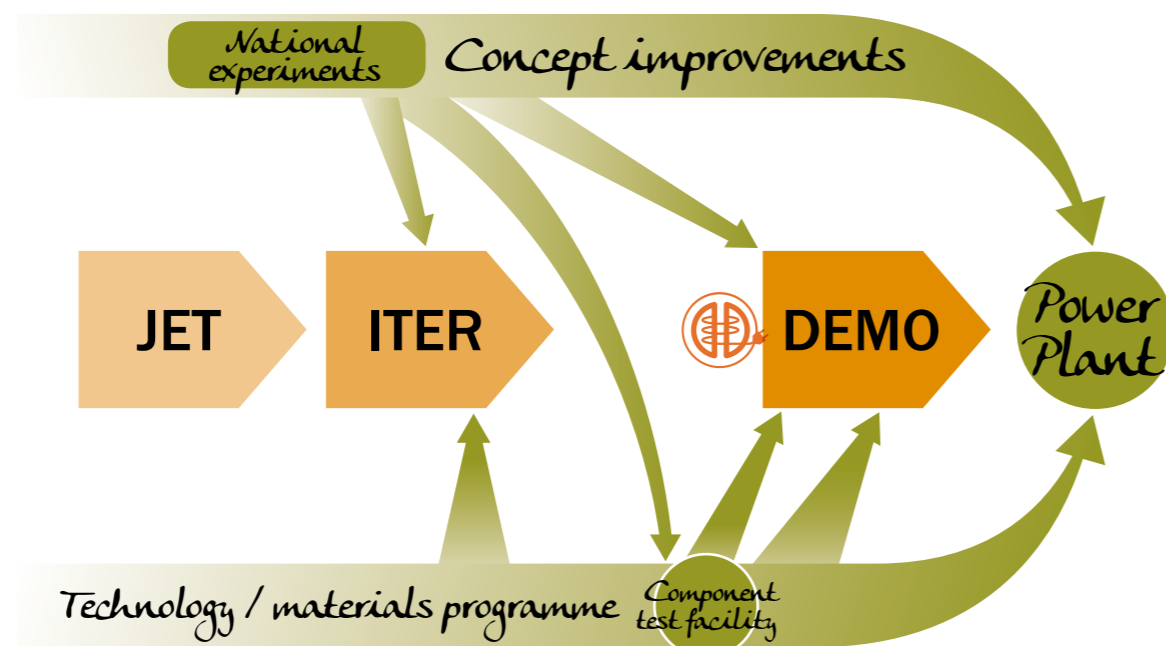 National
experiments
Concept improvements
JET
ITER
DEMO
Power
Plant
Technology / materials programme
Component
test facility